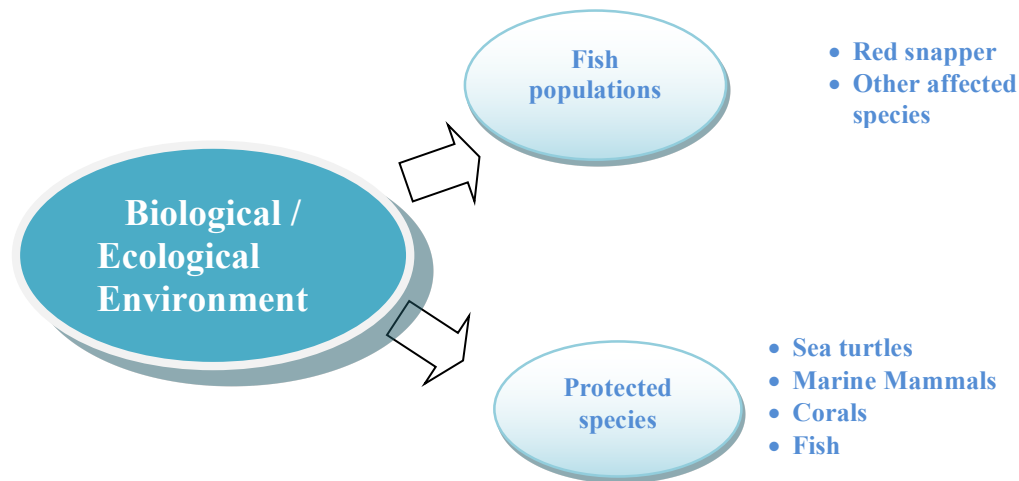 Biological /
Ecological
Environment
Fish
populations
• Red snapper
• Other affected
species
Protected
species
• Sea turtles
• Marine Mammals
• Corals
• Fish